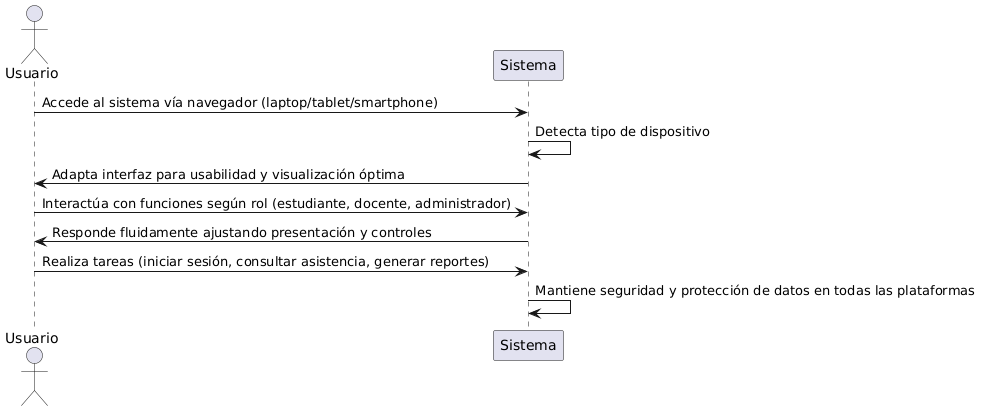 Usuario
Sistema
Accede al sistema vía navegador (laptop/tablet/smartphone)
Detecta tipo de dispositivo
Adapta interfaz para usabilidad y visualización óptima
Interactúa con funciones según rol (estudiante, docente, administrador)
Responde fluidamente ajustando presentación y controles
Realiza tareas (iniciar sesión, consultar asistencia, generar reportes)
Mantiene seguridad y protección de datos en todas las plataformas
Usuario
Sistema